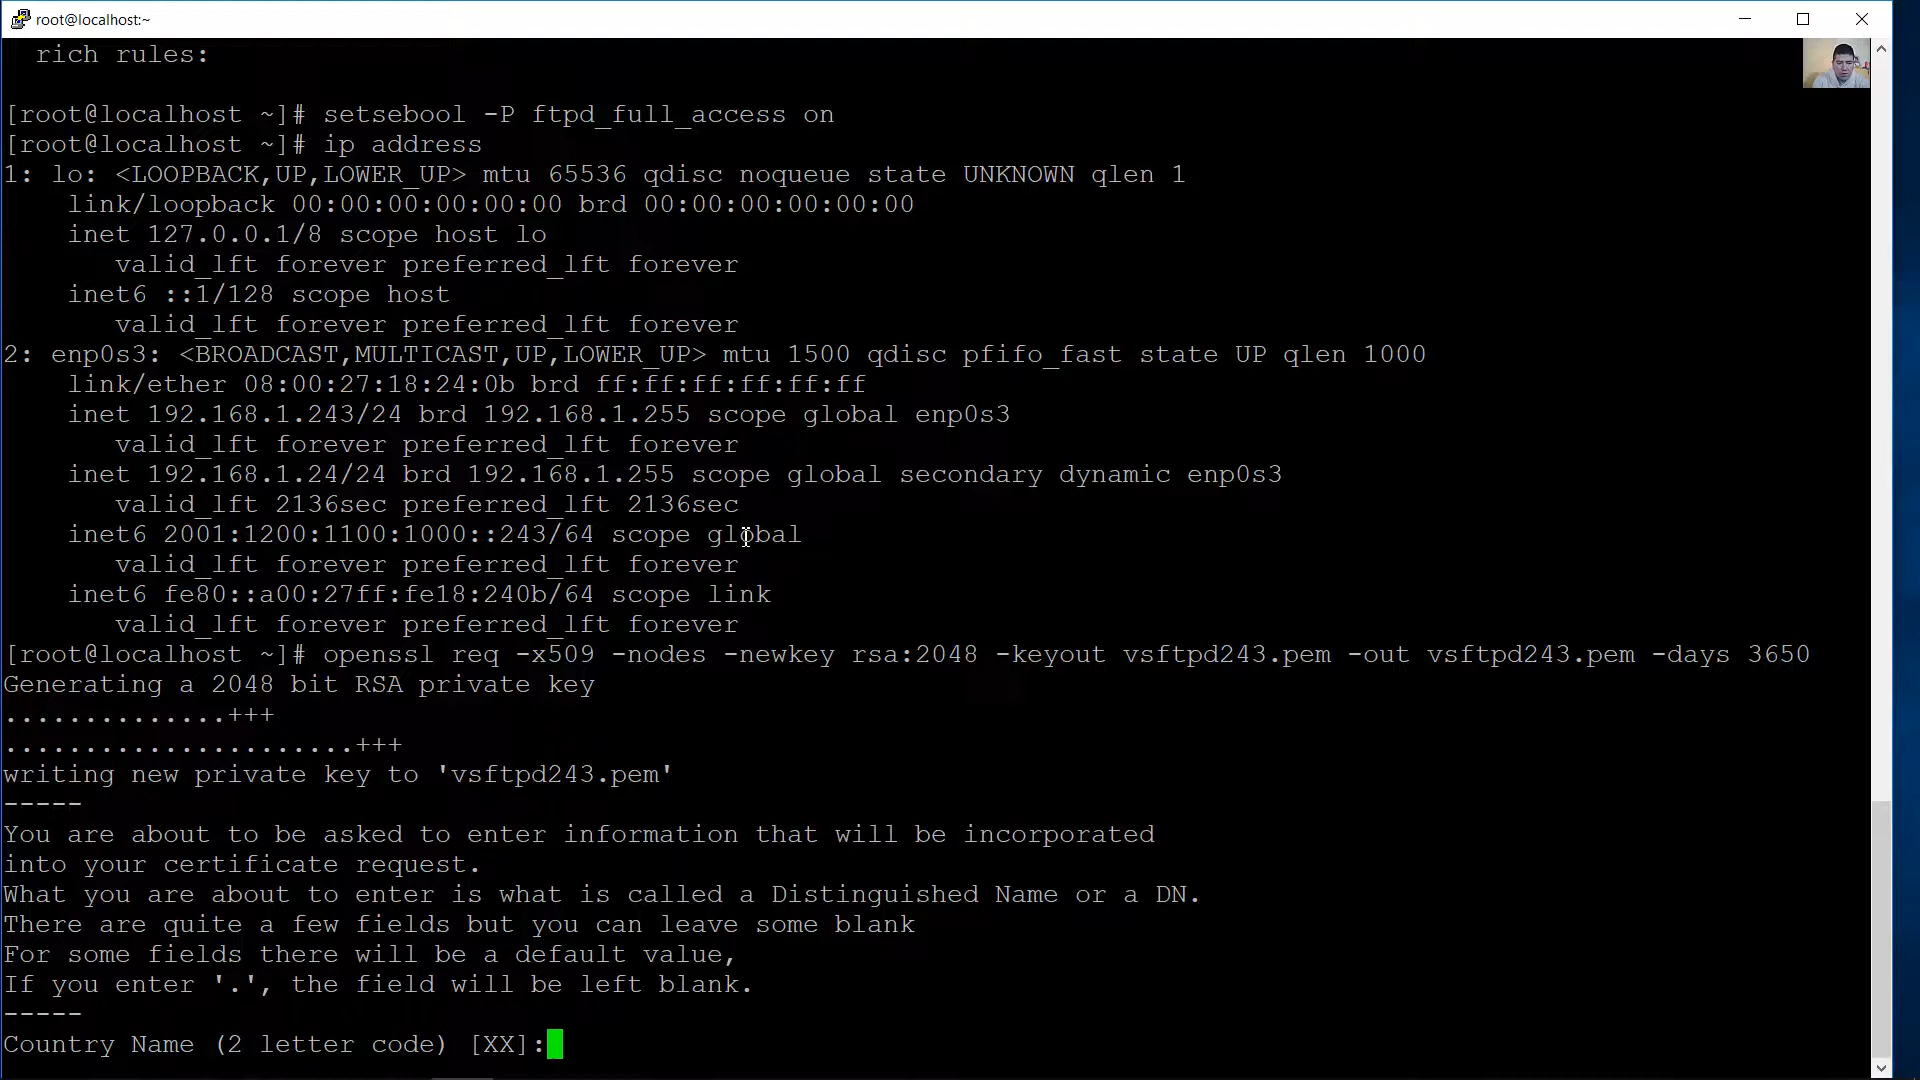 root@localhost:~
rich rules:
[root@localhost ~]# setsebool -P ftpd_full_access on
[root@localhost ~]# ip address
1: lo: <LOOPBACK,UP,LOWER_UP> mtu 65536 qdisc noqueue state UNKNOWN qlen 1
link/loopback 00:00:00:00:00:00 brd 00:00:00:00:00:00
inet 127.0.0.1/8 scope host lo
valid_lft forever preferred_lft forever
inet6 ::1/128 scope host
valid_lft forever preferred_lft forever
2: enp0s3: <BROADCAST,MULTICAST,UP,LOWER_UP> mtu 1500 qdisc pfifo_fast state UP qlen 1000
link/ether 08:00:27:18:24:0b brd ff:ff:ff:ff:ff:ff
inet 192.168.1.243/24 brd 192.168.1.255 scope global enp0s3
valid_lft forever preferred_lft forever
inet 192.168.1.24/24 brd 192.168.1.255 scope global secondary dynamic enp0s3
valid_lft 2136sec preferred_lft 2136sec
inet6 2001:1200:1100:1000::243/64 scope global
valid_lft forever preferred_lft forever
inet6 fe80::a00:27ff:fe18:240b/64 scope link
valid_lft forever preferred_lft forever
[root@localhost ~]# openssl req -x509 -nodes -newkey rsa:2048 -keyout vsftpd243.pem -out vsftpd243.pem -days 3650
Generating a 2048 bit RSA private key
..............+++
......................+++
writing new private key to 'vsftpd243.pem'
-----
You are about to be asked to enter information that will be incorporated
into your certificate request.
What you are about to enter is what is called a Distinguished Name or a DN.
There are quite a few fields but you can leave some blank
For some fields there will be a default value,
If you enter '.', the field will be left blank.
-----
Country Name (2 letter code) [XX]: